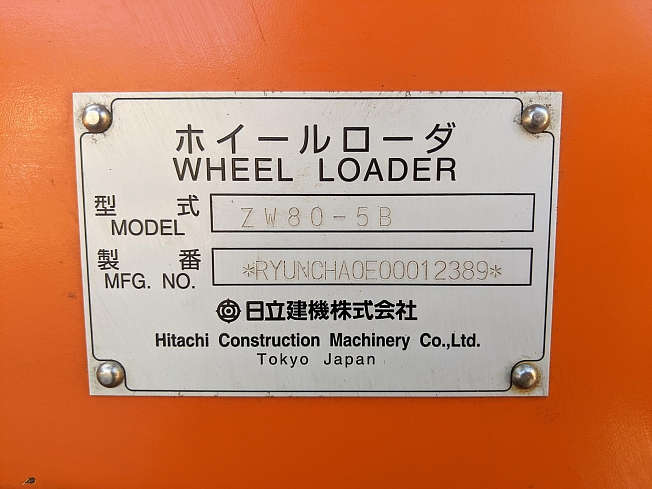 ホイールローダ
WHEEL LOADER
型式 ZW80-5B
MODEL
製番 *RYUNCHA0E00012389*
MFG. NO.
日立建機株式会社
Hitachi Construction Machinery Co.,Ltd.
Tokyo Japan